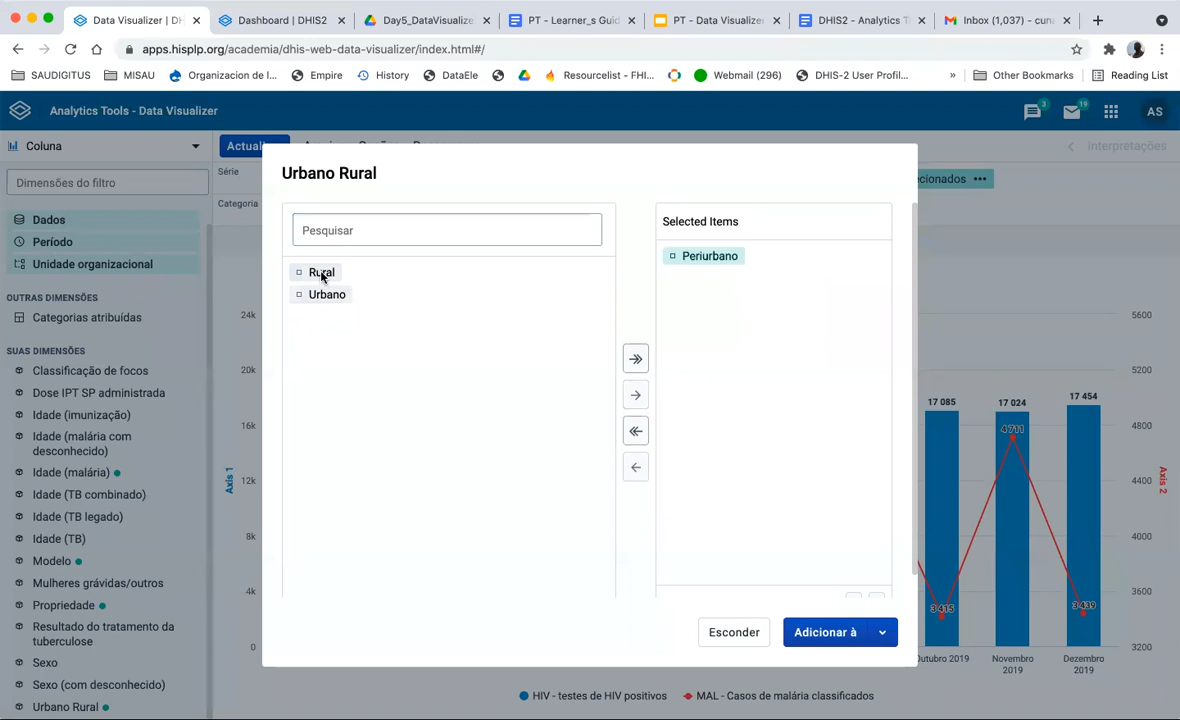 Data Visualizer | DH
Dashboard | DHIS2
Day5_DataVisualize
PT - Learner_s Guid
PT - Data Visualizer
DHIS2 - Analytics T
Inbox (1,037) - cuna
apps.hisplp.org/academia/dhis-web-data-visualizer/index.html#/
SAUDIGITUS
MISAU
Organizacion de I...
Empire
History
DataEle
Resourcelist - FHI...
Webmail (296)
DHIS-2 User Profil...
»
Other Bookmarks
Reading List
Analytics Tools - Data Visualizer
3
19
AS
Coluna
Interpretações
Dimensões do filtro
Série
Categoria
ecionados •••
Dados
Período
Unidade organizacional
OUTRAS DIMENSÕES
Categorias atribuídas
SUAS DIMENSÕES
Classificação de focos
Dose IPT SP administrada
Idade (imunização)
Idade (malária com
desconhecido)
Idade (malária)
Idade (TB combinado)
Idade (TB legado)
Idade (TB)
Modelo
Mulheres grávidas/outros
Propriedade
Resultado do tratamento da
tuberculose
Sexo
Sexo (com desconhecido)
Urbano Rural
Urbano Rural
Pesquisar
Rural
Urbano
Selected Items
Periurbano
Esconder
Adicionar à
24k
20k
16k
12k
8k
4k
0
Axis 1
5600
5200
4800
4400
4000
3600
3200
Axis 2
17 085
17 024
17 454
4 711
3 415
3 439
Outubro 2019
Novembro
2019
Dezembro
2019
HIV - testes de HIV positivos
MAL - Casos de malária classificados